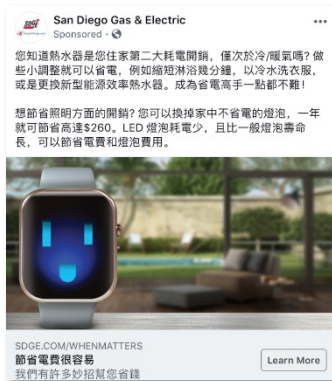 San Diego Gas & Electric
Sponsored ·
您知道熱水器是您住家第二大耗電開銷，僅次於冷/暖氣嗎? 做
些小調整就可以省電，例如縮短淋浴幾分鐘，以冷水洗衣服，
或是更換新型能源效率熱水器。成為省電高手一點都不難!
想節省照明方面的開銷? 您可以換掉家中不省電的燈泡，一年
就可節省高達$260。LED 燈泡耗電少，且比一般燈泡壽命
長，可以節省電費和燈泡費用。
SDGE.COM/WHENMATTERS
節省電費很容易
我們有許多妙招幫您省錢
Learn More